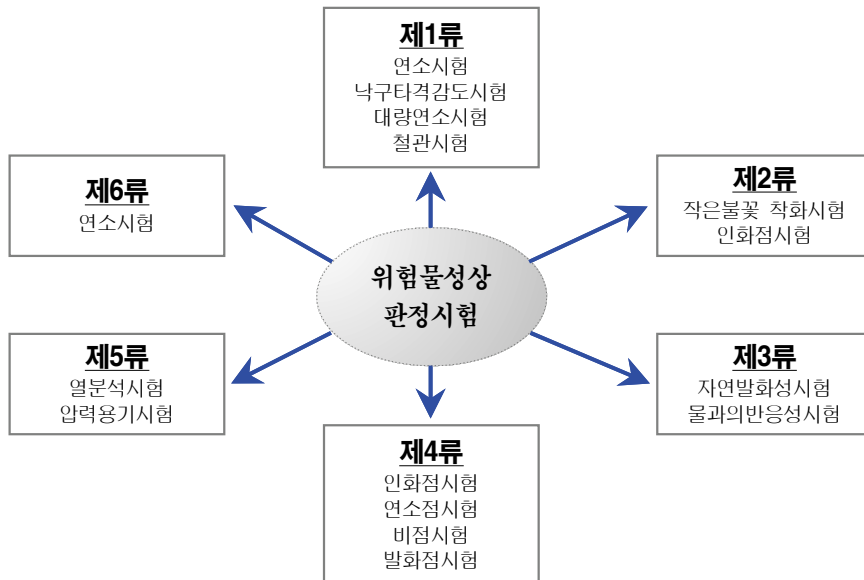 제1류
연소시험
낙구타격감도시험
대량연소시험
철관시험
제2류
작은불꽃 착화시험
인화점시험
제6류
연소시험
위험물성상
판정시험
제5류
열분석시험
압력용기시험
제3류
자연발화성시험
물과의반응성시험
제4류
인화점시험
연소점시험
비점시험
발화점시험